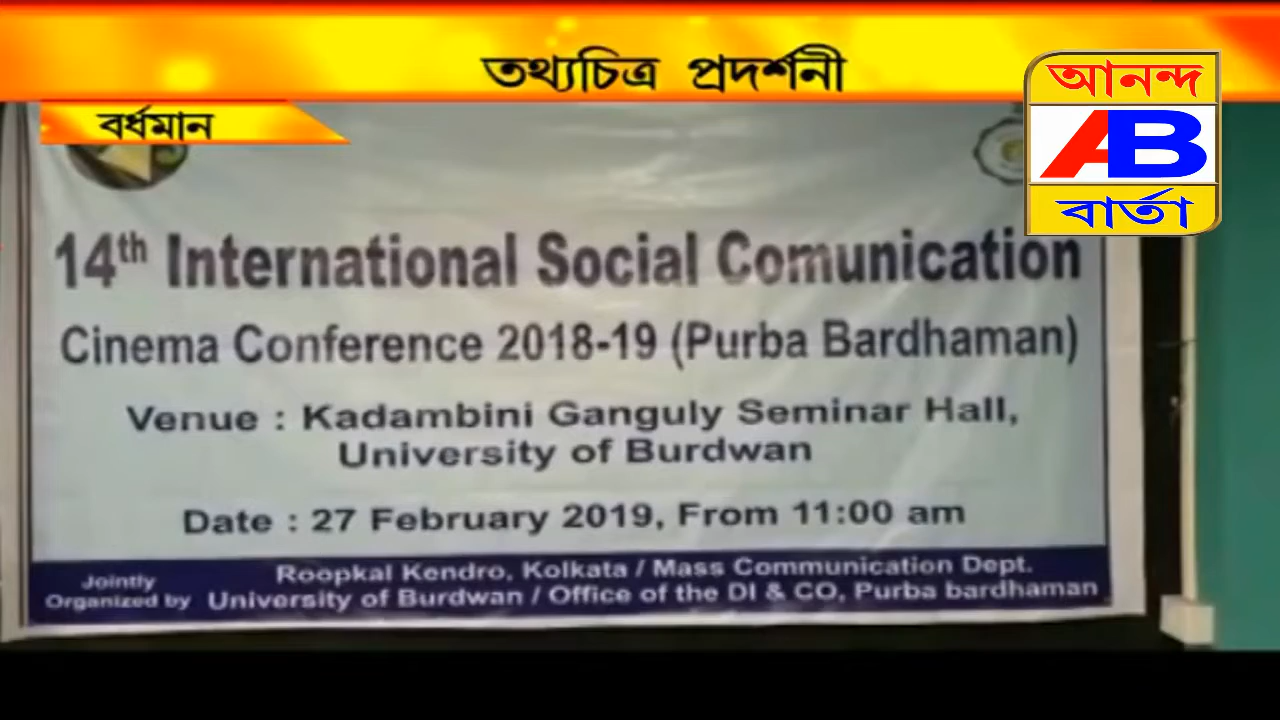 তথ্যচিত্র প্রদর্শনী
আনন্দ
AB
বার্তা
বর্ধমান
14th International Social Comunication
Cinema Conference 2018-19 (Purba Bardhaman)
Venue : Kadambini Ganguly Seminar Hall,
University of Burdwan
Date : 27 February 2019, From 11:00 am
Jointly
Organized by
Roopkal Kendro, Kolkata / Mass Communication Dept.
University of Burdwan / Office of the DI & CO, Purba bardhaman